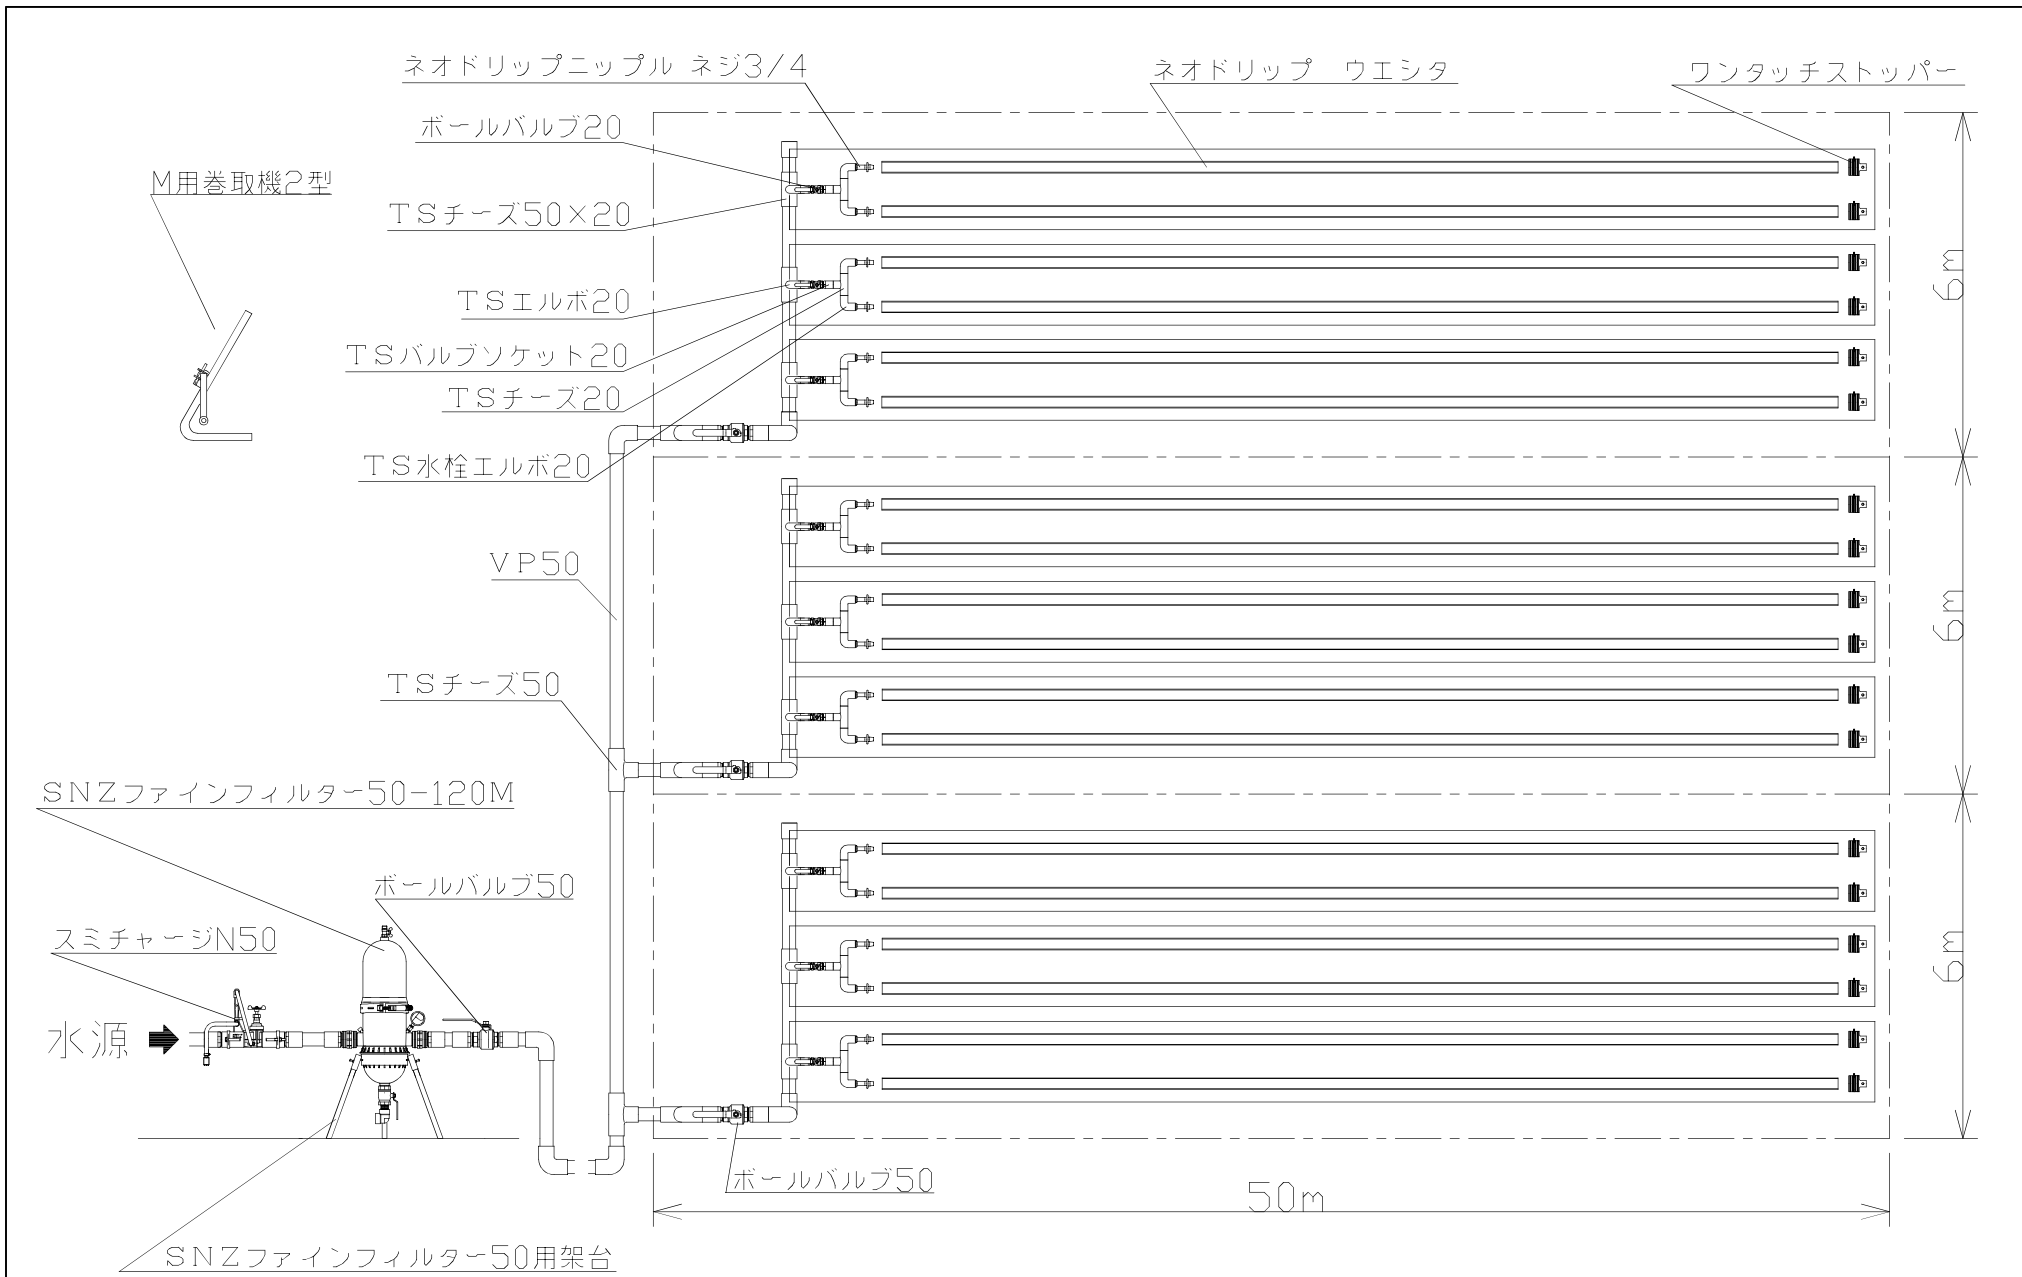 ネオドリップニップル ネジ3/4
ネオドリップ ウエシタ
ワンタッチストッパー
ボールバルブ20
M用巻取機2型
TSチーズ50×20
6m
TSエルボ20
TSバルブソケット20
TSチーズ20
TS水栓エルボ20
VP50
6m
TSチーズ50
SNZファインフィルター50-120M
ボールバルブ50
スミチャージN50
6m
水源
ボールバルブ50
50m
SNZファインフィルター50用架台